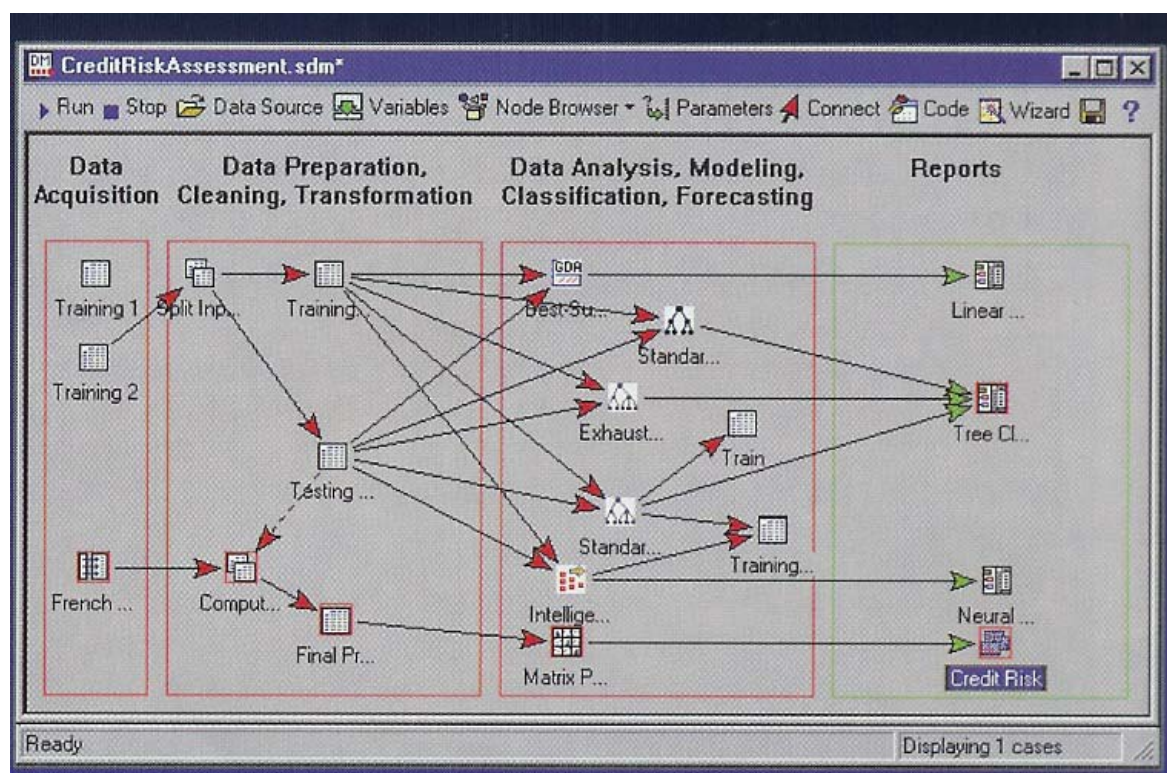 DM
CreditRiskAssessment.sdm*
Run Stop Data Source Variables Node Browser Parameters Connect Code Wizard ?
Data
Acquisition
Data Preparation,
Cleaning, Transformation
Data Analysis, Modeling,
Classification, Forecasting
Reports
Training 1
Split Inp...
Training...
GDA
Best-Su...
Linear ...
Standar...
Training 2
Exhaust...
Tree Cl...
Train
Testing ...
Standar...
Training...
French ...
Comput...
Intellige...
Neural ...
Final Pr...
Matrix P...
Credit Risk
Ready
Displaying 1 cases